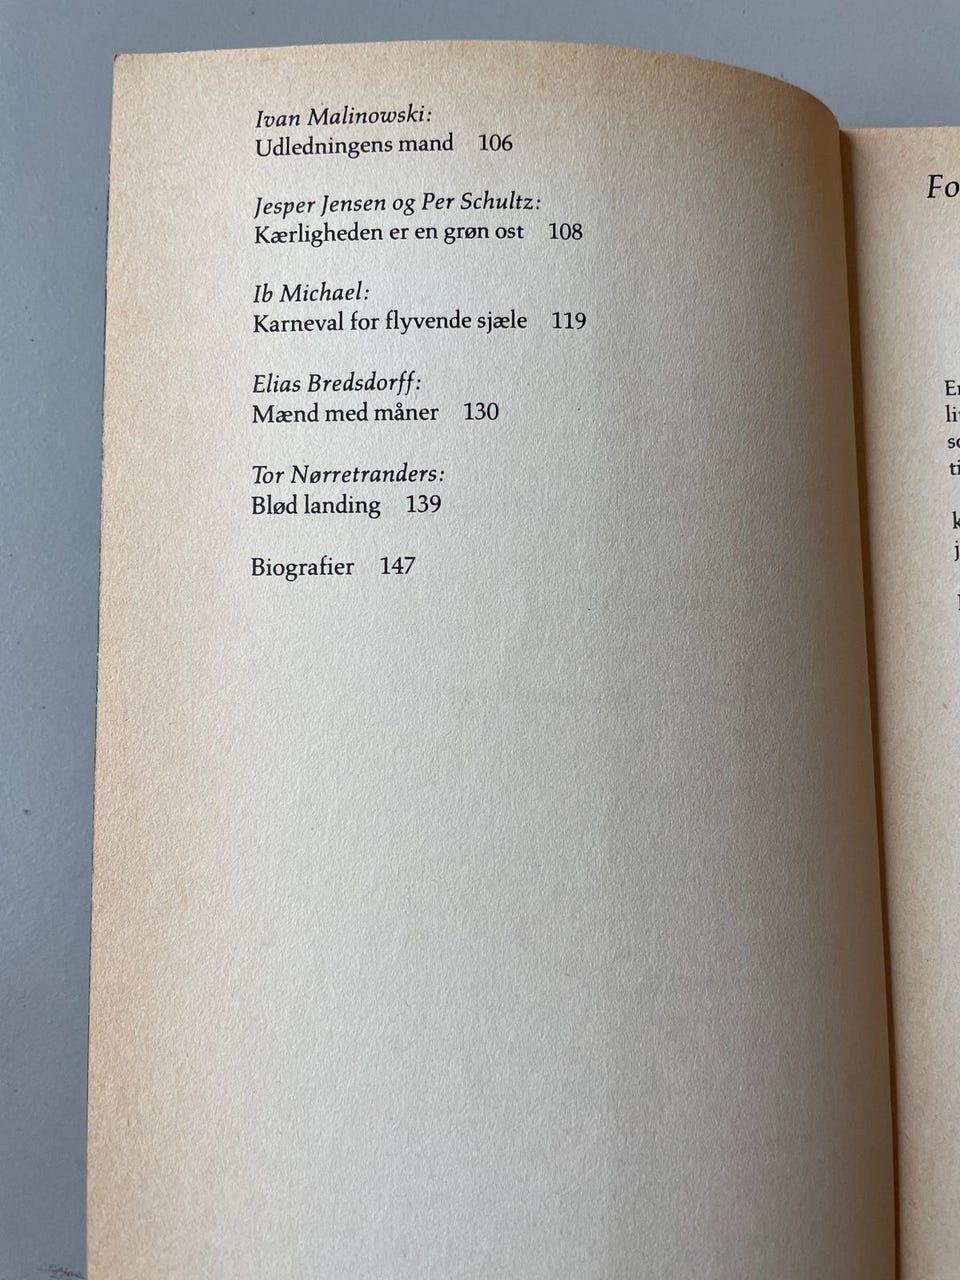 Ivan Malinowski:
Udledningens mand 106
Jesper Jensen og Per Schultz:
Kærligheden er en grøn ost 108
Ib Michael:
Karneval for flyvende sjæle 119
Elias Bredsdorff:
Mænd med måner 130
Tor Nørretranders:
Blød landing 139
Biografier 147
Fo